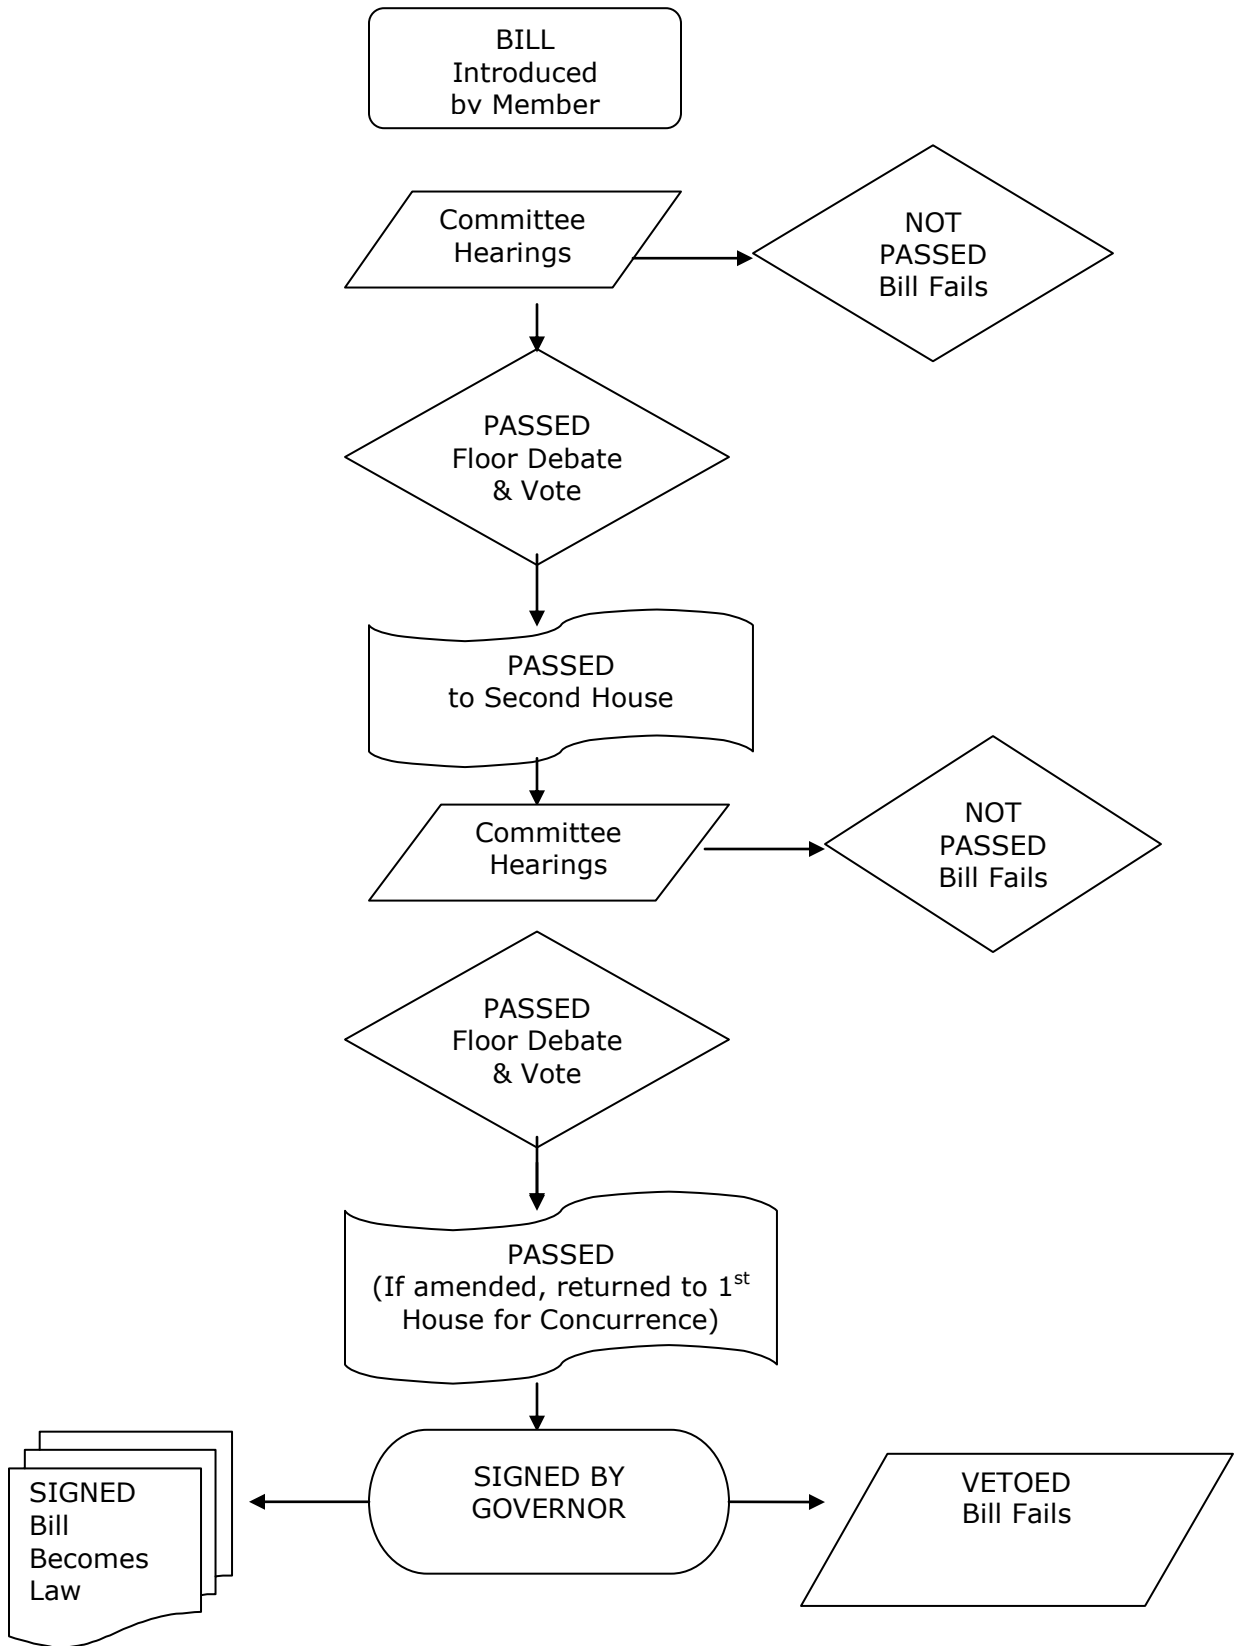 BILL
Introduced
by Member
Committee
Hearings
NOT
PASSED
Bill Fails
PASSED
Floor Debate
& Vote
PASSED
to Second House
Committee
Hearings
NOT
PASSED
Bill Fails
PASSED
Floor Debate
& Vote
PASSED
(If amended, returned to 1st
House for Concurrence)
SIGNED
Bill
Becomes
Law
SIGNED BY
GOVERNOR
VETOED
Bill Fails